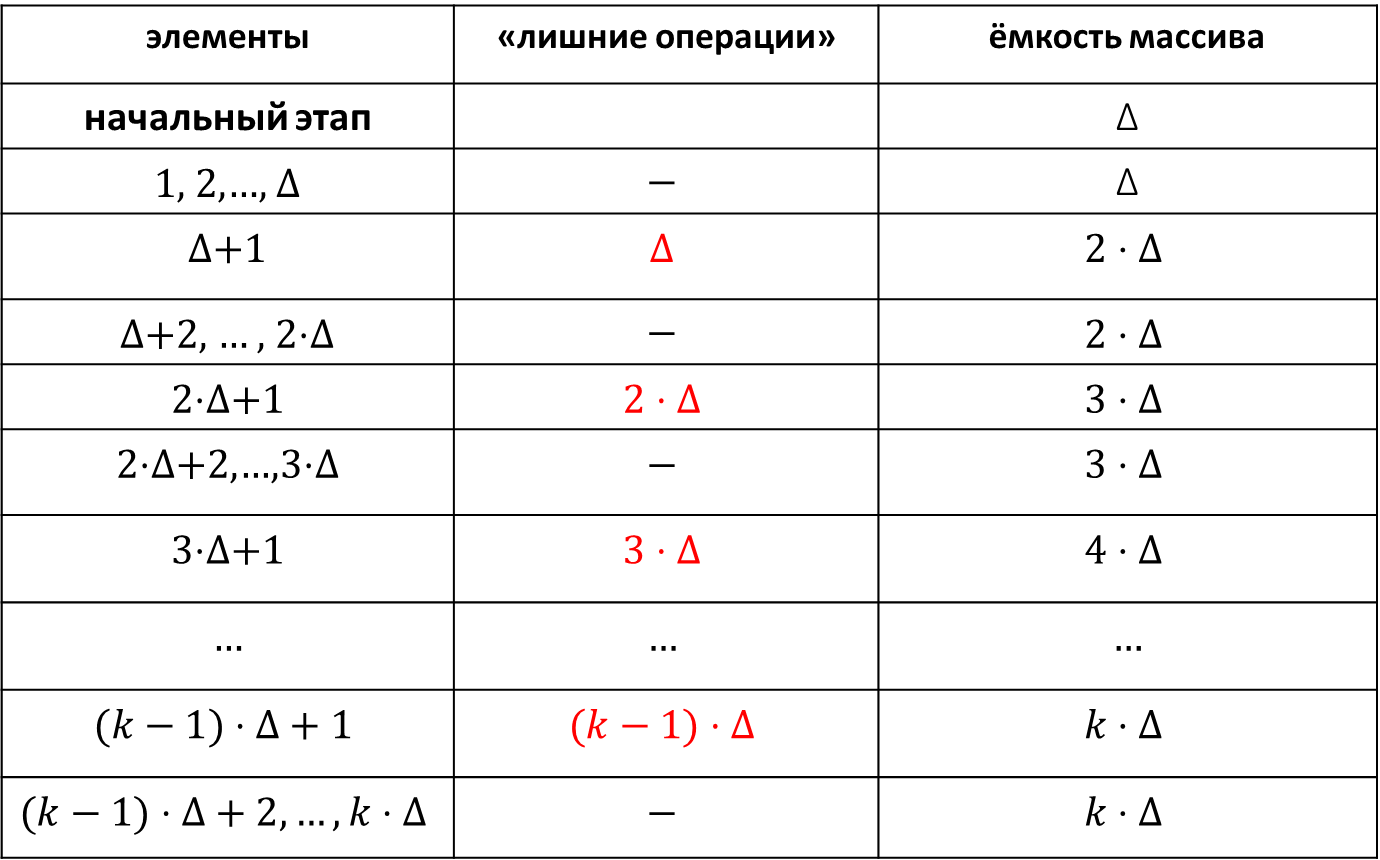 элементы «лишние операции» ёмкость массива
начальный этап Δ
1, 2,…, Δ – Δ
Δ+1 Δ 2 · Δ
Δ+2, … , 2·Δ – 2 · Δ
2·Δ+1 2 · Δ 3 · Δ
2·Δ+2,…,3·Δ – 3 · Δ
3·Δ+1 3 · Δ 4 · Δ
… … …
(k − 1) · Δ + 1 (k − 1) · Δ k · Δ
(k − 1) · Δ + 2, … , k · Δ – k · Δ